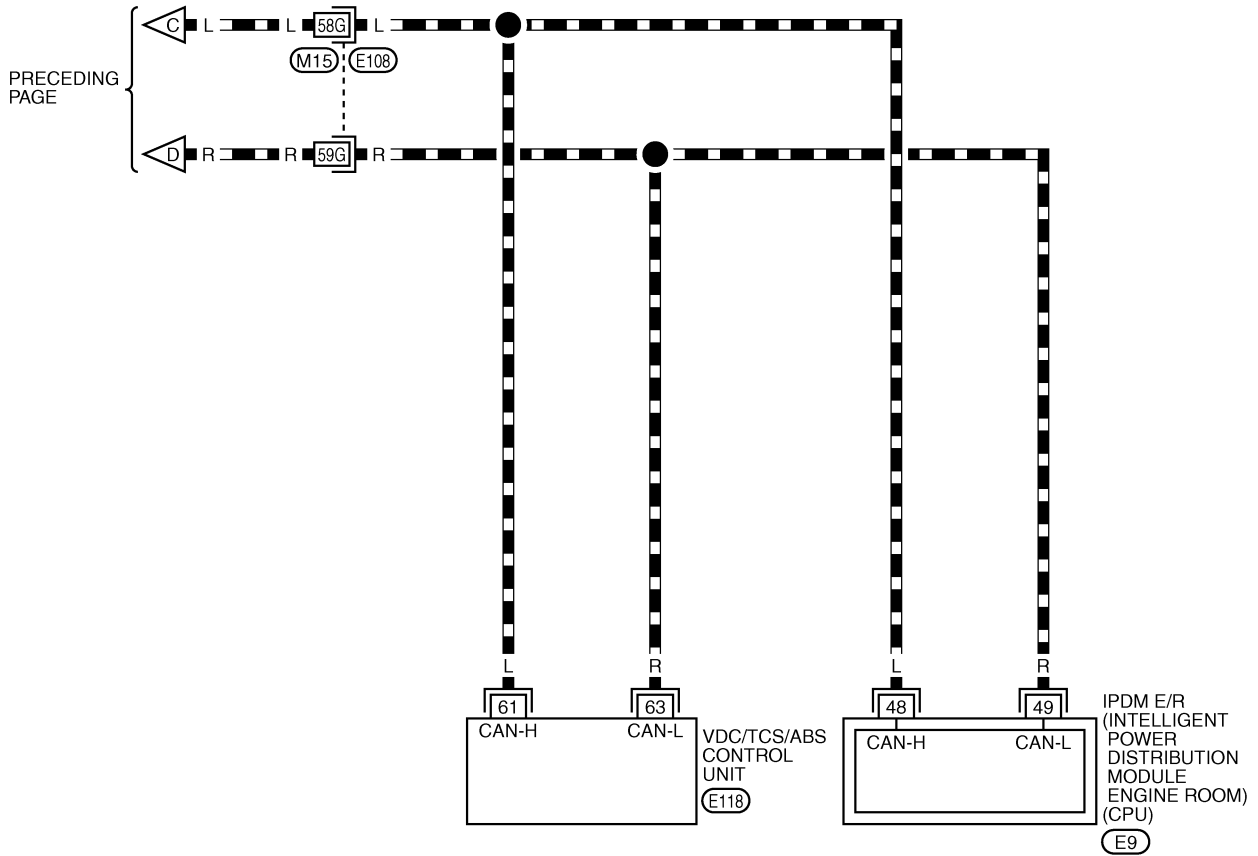 C L L 58G L
M15 E108
PRECEDING
PAGE
D R R 59G R
L R L R
61 63 48 49
CAN-H CAN-L
VDC/TCS/ABS
CONTROL
UNIT
E118
CAN-H CAN-L
IPDM E/R
(INTELLIGENT
POWER
DISTRIBUTION
MODULE
ENGINE ROOM)
(CPU)
E9